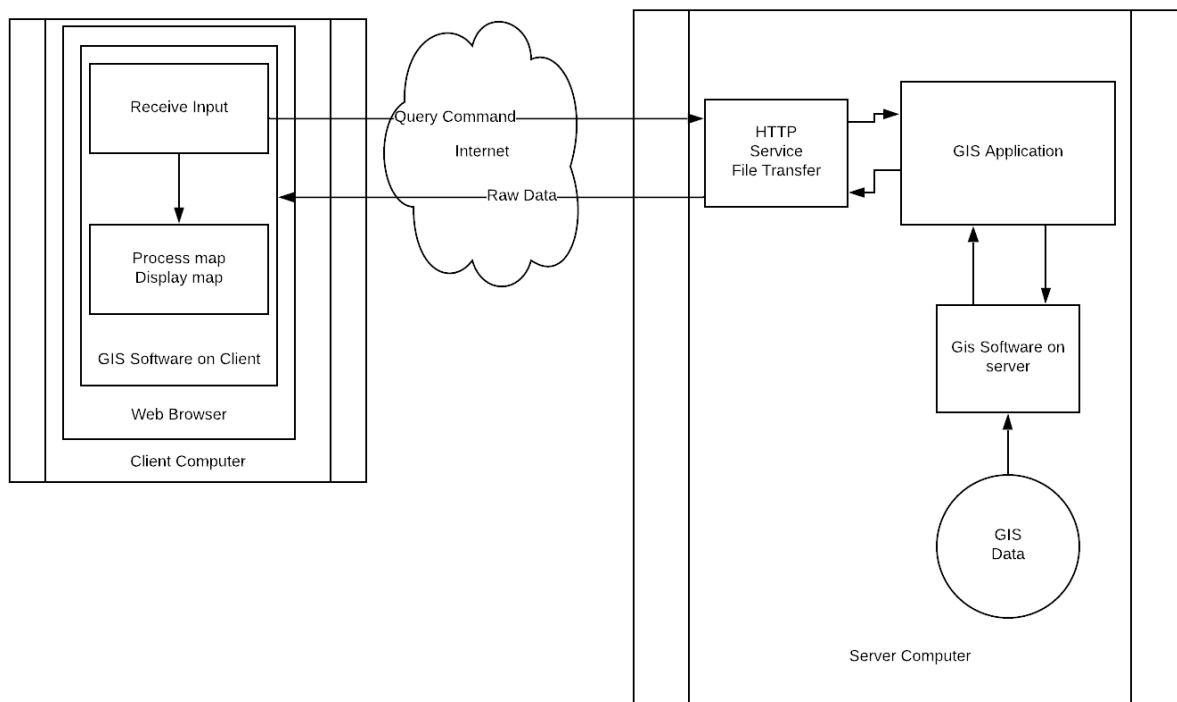 Receive Input
Process map
Display map
GIS Software on Client
Web Browser
Client Computer
Query Command
Internet
Raw Data
HTTP
Service
File Transfer
GIS Application
Gis Software on
server
GIS
Data
Server Computer